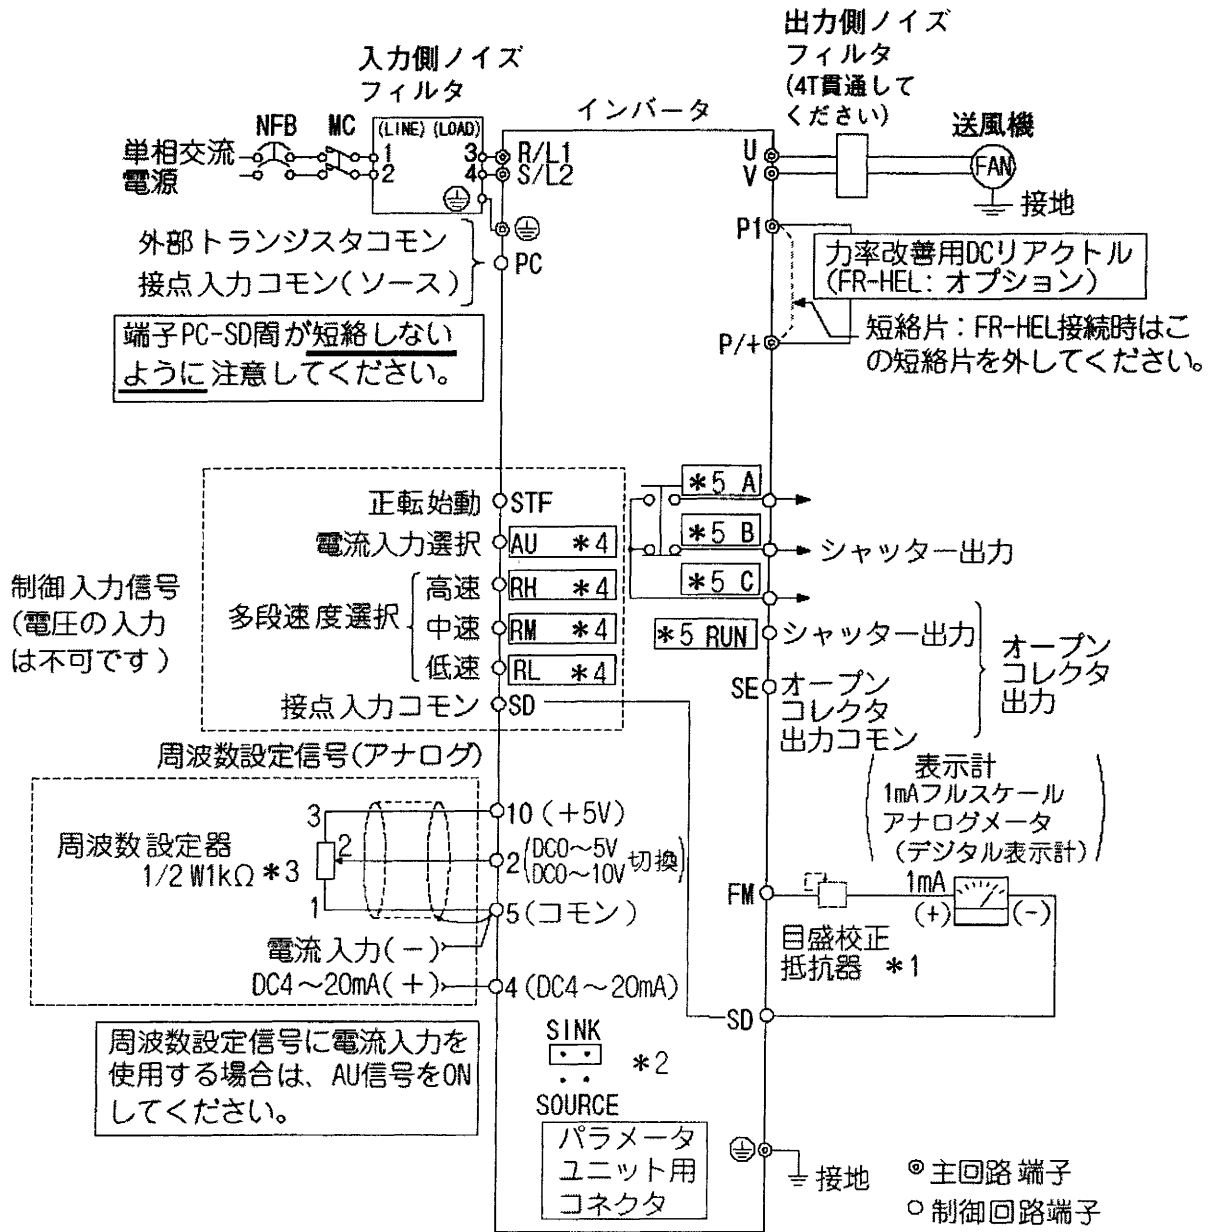 出力側ノイズ
フィルタ
(4T貫通して
ください)
入力側ノイズ
フィルタ
インバータ
送風機
NFB MC (LINE) (LOAD)
単相交流
電源
1 3 R/L1
2 4 S/L2
U
V
FAN
接地
P1
外部トランジスタコモン
接点入力コモン(ソース)
PC
力率改善用DCリアクトル
(FR-HEL: オプション)
端子PC-SD間が短絡しない
ように注意してください。
P/+
短絡片:FR-HEL接続時はこ
の短絡片を外してください。
正転始動 STF
電流入力選択 AU *4
制御入力信号
(電圧の入力
は不可です)
多段速度選択
高速 RH *4
中速 RM *4
低速 RL *4
接点入力コモン SD
*5 A
*5 B
*5 C
シャッター出力
*5 RUN シャッター出力
SE オープン
コレクタ
出力コモン
オープン
コレクタ
出力
周波数設定信号(アナログ)
周波数設定器
1/2W1kΩ *3
3
2
1
10(+5V)
2(DC0~5V
DC0~10V 切換)
5(コモン)
電流入力(-)
DC4~20mA(+)
4(DC4~20mA)
表示計
1mAフルスケール
アナログメータ
(デジタル表示計)
FM
1mA
(+) (-)
目盛校正
抵抗器 *1
SD
周波数設定信号に電流入力を
使用する場合は、AU信号をON
してください。
SINK
*2
SOURCE
パラメータ
ユニット用
コネクタ
接地
◎主回路端子
○制御回路端子